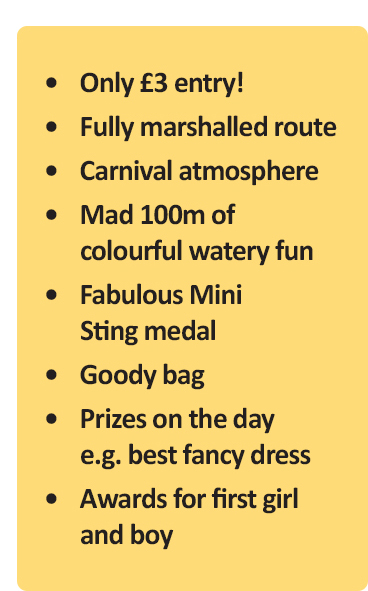 • Only £3 entry!
• Fully marshalled route
• Carnival atmosphere
• Mad 100m of
colourful watery fun
• Fabulous Mini
Sting medal
• Goody bag
• Prizes on the day
e.g. best fancy dress
• Awards for first girl
and boy